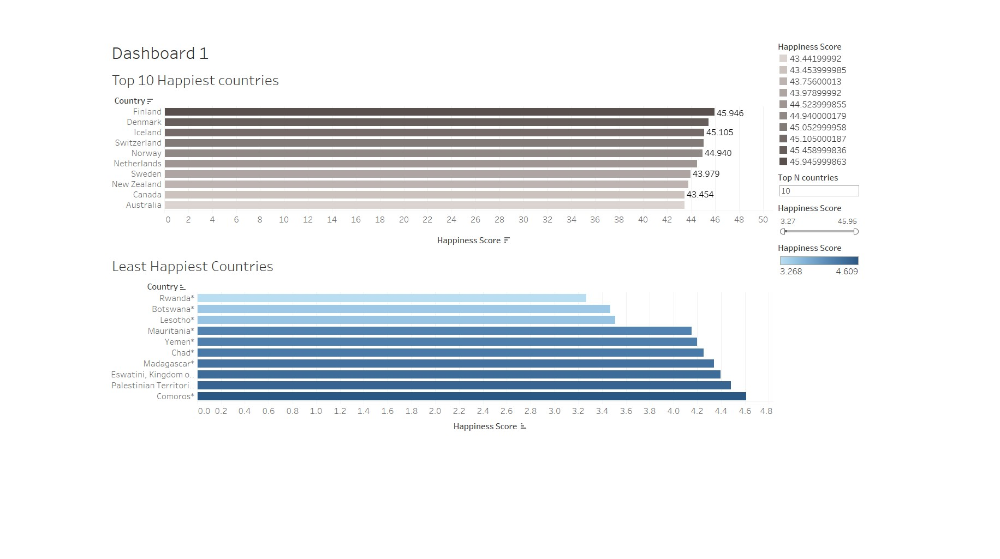 Dashboard 1
Top 10 Happiest countries
Country
Finland 45.946
Denmark
Iceland 45.105
Switzerland
Norway 44.940
Netherlands
Sweden 43.979
New Zealand
Canada 43.454
Australia
0 2 4 6 8 10 12 14 16 18 20 22 24 26 28 30 32 34 36 38 40 42 44 46 48 50
Happiness Score
Least Happiest Countries
Country
Rwanda*
Botswana*
Lesotho*
Mauritania*
Yemen*
Chad*
Madagascar*
Eswatini, Kingdom o..
Palestinian Territori..
Comoros*
0.0 0.2 0.4 0.6 0.8 1.0 1.2 1.4 1.6 1.8 2.0 2.2 2.4 2.6 2.8 3.0 3.2 3.4 3.6 3.8 4.0 4.2 4.4 4.6 4.8
Happiness Score
Happiness Score
43.44199992
43.453999985
43.75600013
43.97899992
44.523999855
44.940000179
45.052999958
45.105000187
45.458999836
45.945999863
Top N countries
10
Happiness Score
3.27 45.95
Happiness Score
3.268 4.609